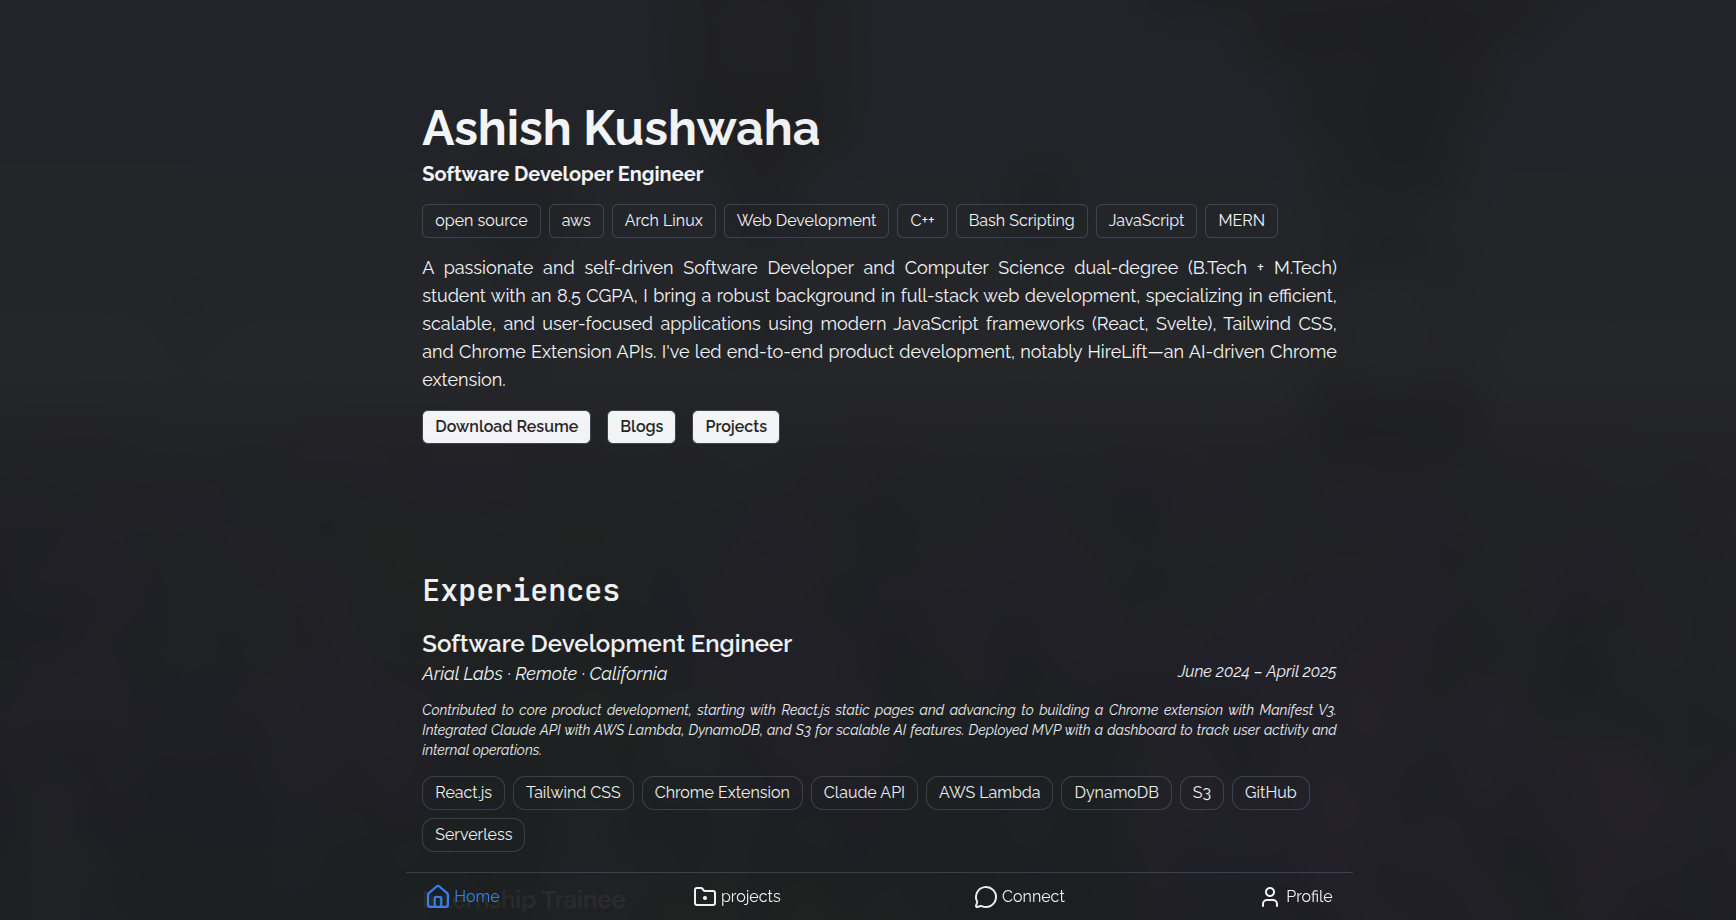 Ashish Kushwaha
Software Developer Engineer
open source aws Arch Linux Web Development C++ Bash Scripting JavaScript MERN
A passionate and self-driven Software Developer and Computer Science dual-degree (B.Tech + M.Tech)
student with an 8.5 CGPA, I bring a robust background in full-stack web development, specializing in efficient,
scalable, and user-focused applications using modern JavaScript frameworks (React, Svelte), Tailwind CSS,
and Chrome Extension APIs. I've led end-to-end product development, notably HireLift—an AI-driven Chrome
extension.
Download Resume Blogs Projects
Experiences
Software Development Engineer
Arial Labs · Remote · California June 2024 – April 2025
Contributed to core product development, starting with React.js static pages and advancing to building a Chrome extension with Manifest V3.
Integrated Claude API with AWS Lambda, DynamoDB, and S3 for scalable AI features. Deployed MVP with a dashboard to track user activity and
internal operations.
React.js Tailwind CSS Chrome Extension Claude API AWS Lambda DynamoDB S3 GitHub
Serverless
Trainee
Home projects Connect Profile